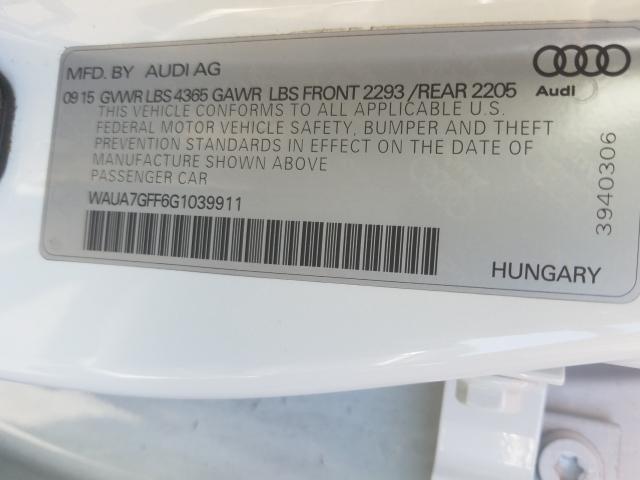 MFD. BY AUDI AG
09 15 GVWR LBS 4365 GAWR LBS FRONT 2293 /REAR 2205
THIS VEHICLE CONFORMS TO ALL APPLICABLE U.S.
FEDERAL MOTOR VEHICLE SAFETY, BUMPER AND THEFT
PREVENTION STANDARDS IN EFFECT ON THE DATE OF
MANUFACTURE SHOWN ABOVE
PASSENGER CAR
WAUA7GFF6G1039911
Audi
3940306
HUNGARY